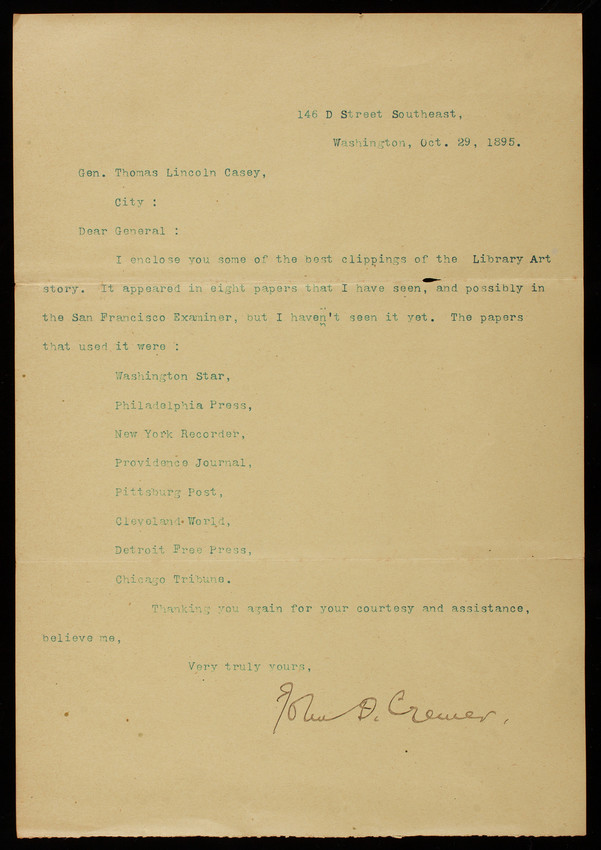 146 D Street Southeast,
Washington, Oct. 29, 1895.
Gen. Thomas Lincoln Casey,
City :
Dear General :
I enclose you some of the best clippings of the Library Art
story. It appeared in eight papers that I have seen, and possibly in
the San Francisco Examiner, but I haven't seen it yet. The papers
that used it were :
Washington Star,
Philadelphia Press,
New York Recorder,
Providence Journal,
Pittsburg Post,
Cleveland World,
Detroit Free Press,
Chicago Tribune.
Thanking you again for your courtesy and assistance,
believe me,
Very truly yours,
John D. Cremer.